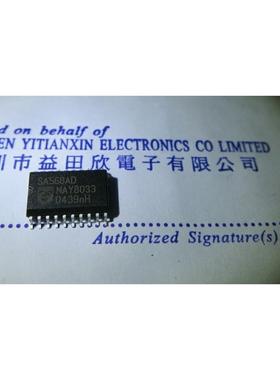 d on behalf of
EN YITIANXIN ELECTRONICS CO LIMITED
圳市益田欣電子有限公
SA568AD
NAY8033
D439nH
Authorized Signature(s)